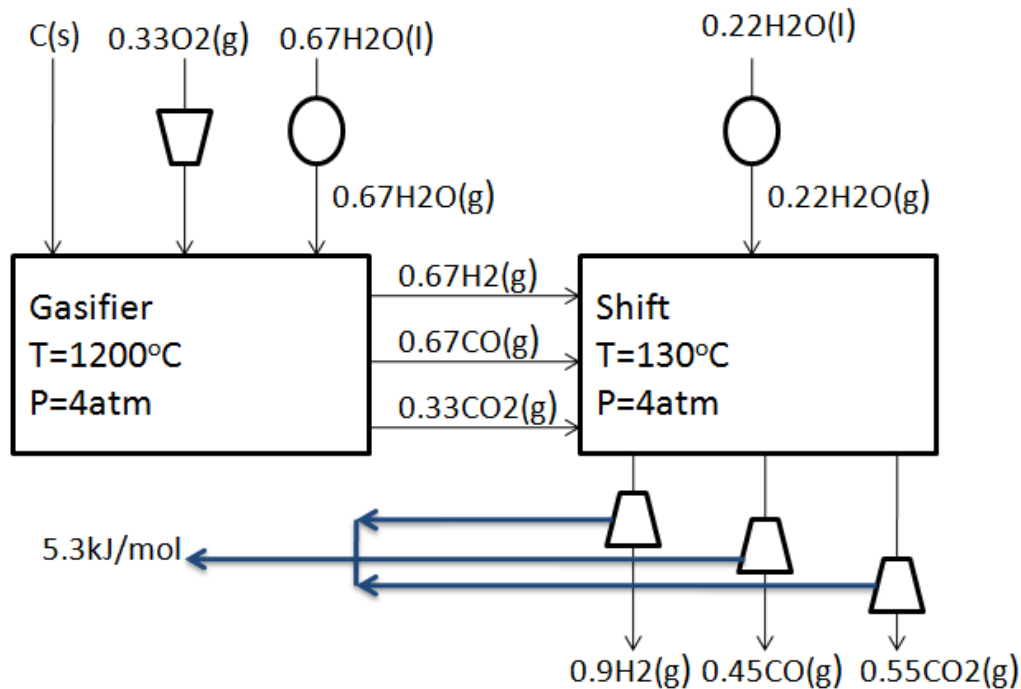 C(s) 0.33O2(g) 0.67H2O(l) 0.22H2O(l)
0.67H2O(g) 0.22H2O(g)
Gasifier
T=1200oC
P=4atm
0.67H2(g)
0.67CO(g)
0.33CO2(g)
Shift
T=130oC
P=4atm
5.3kJ/mol
0.9H2(g) 0.45CO(g) 0.55CO2(g)